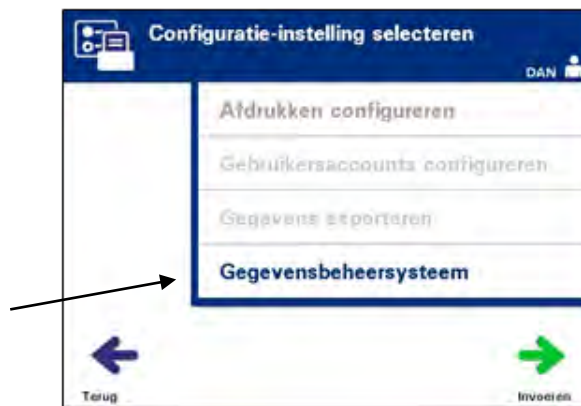 Configuratie-instelling selecteren
DAN
Afdrukken configureren
Gebruikersaccounts configureren
Gegevens exporteren
Gegevensbeheersysteem
Terug
Invoeren